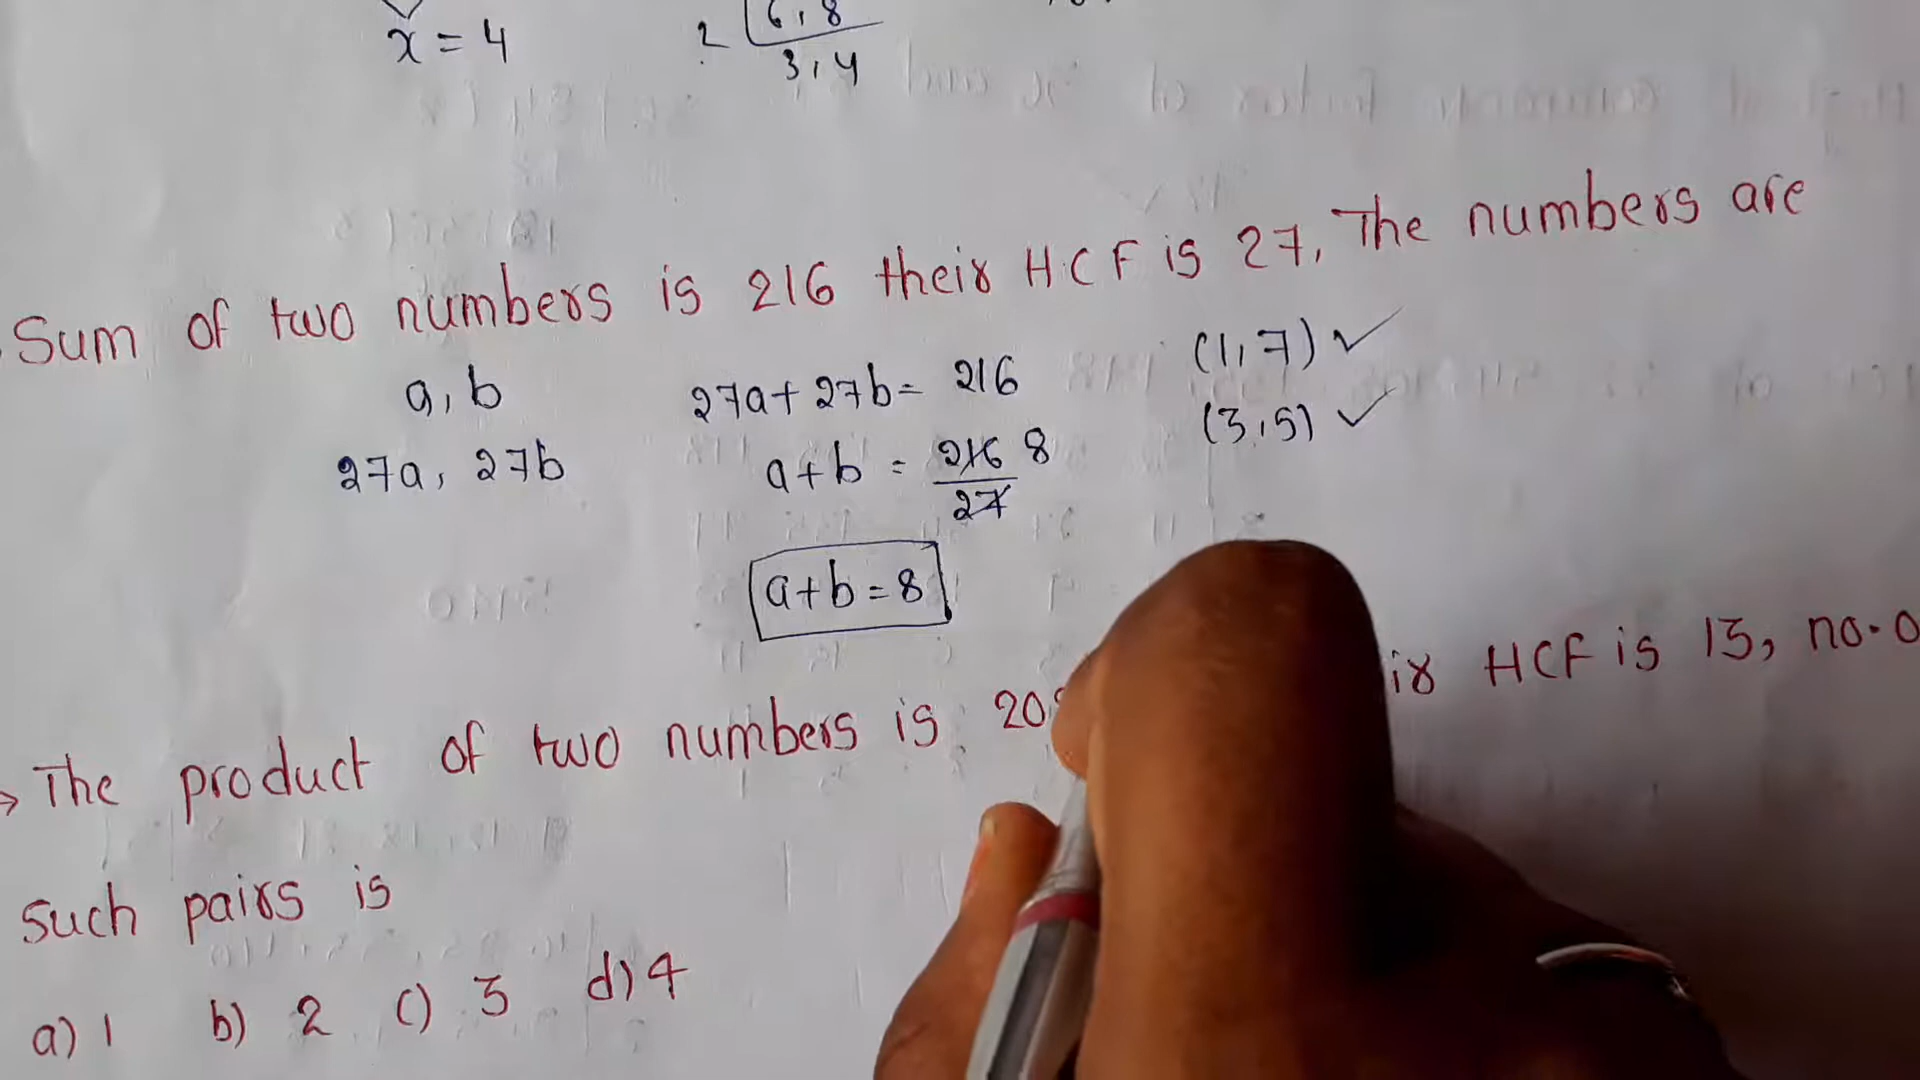 x = 4
2 6, 8
3, 4
Sum of two numbers is 216 their H.C.F is 27, The numbers are
a, b 27a + 27b = 216 (1, 7) ✓
27a, 27b a + b = 216 8 (3, 5) ✓
27
a + b = 8
→ The product of two numbers is 20 HCF is 13, no. o
such pairs is
a) 1 b) 2 c) 3 d) 4